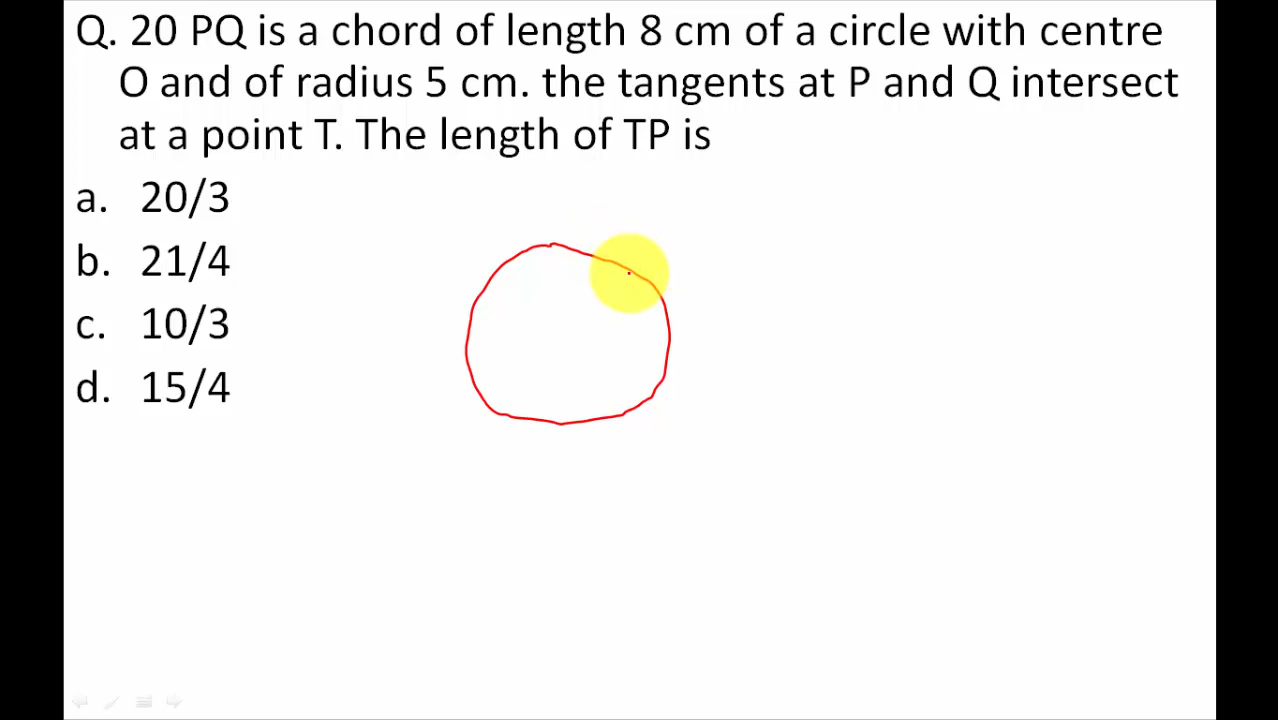 Q. 20 PQ is a chord of length 8 cm of a circle with centre
O and of radius 5 cm. the tangents at P and Q intersect
at a point T. The length of TP is
a. 20/3
b. 21/4
c. 10/3
d. 15/4